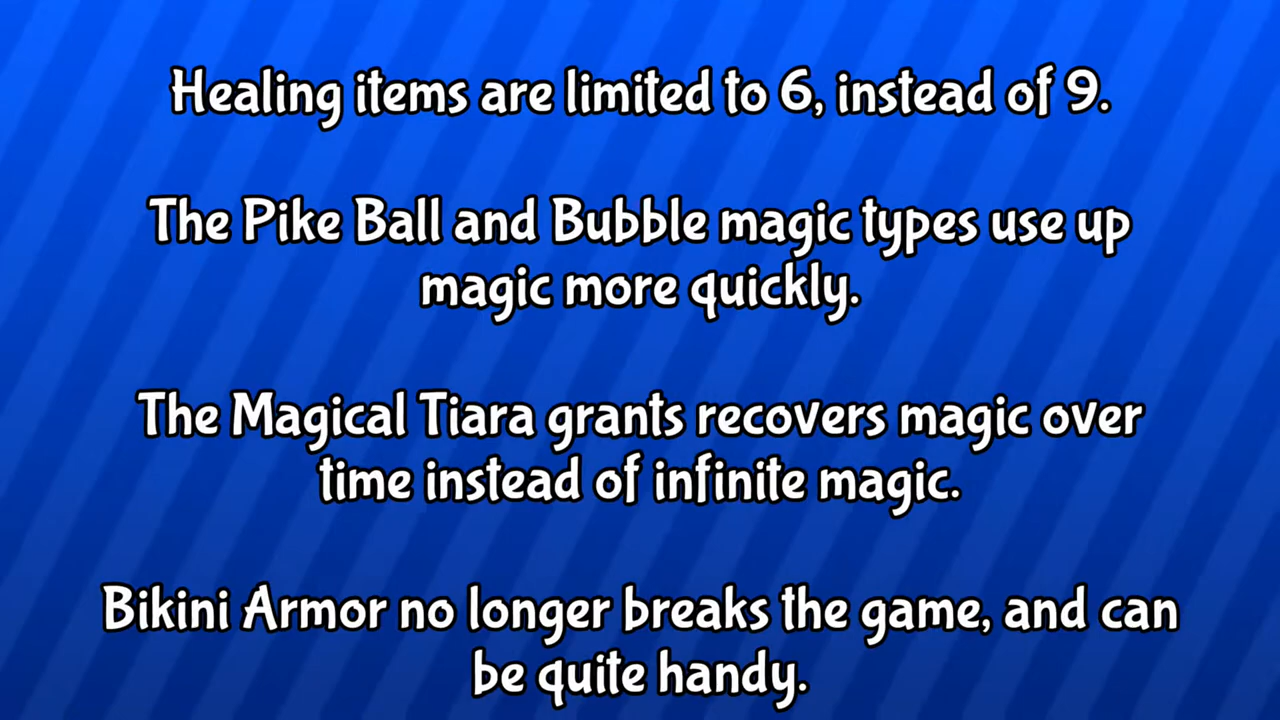 Healing items are limited to 6, instead of 9.
The Pike Ball and Bubble magic types use up
magic more quickly.
The Magical Tiara grants recovers magic over
time instead of infinite magic.
Bikini Armor no longer breaks the game, and can
be quite handy.